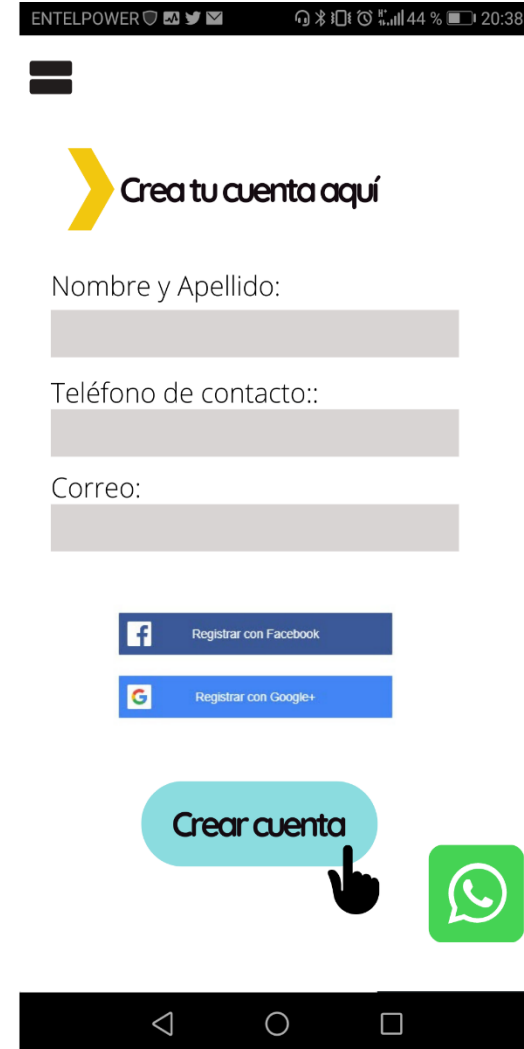 ENTELPOWER 44 % 20:38
Crea tu cuenta aquí
Nombre y Apellido:
Teléfono de contacto::
Correo:
Registrar con Facebook
Registrar con Google+
Crear cuenta